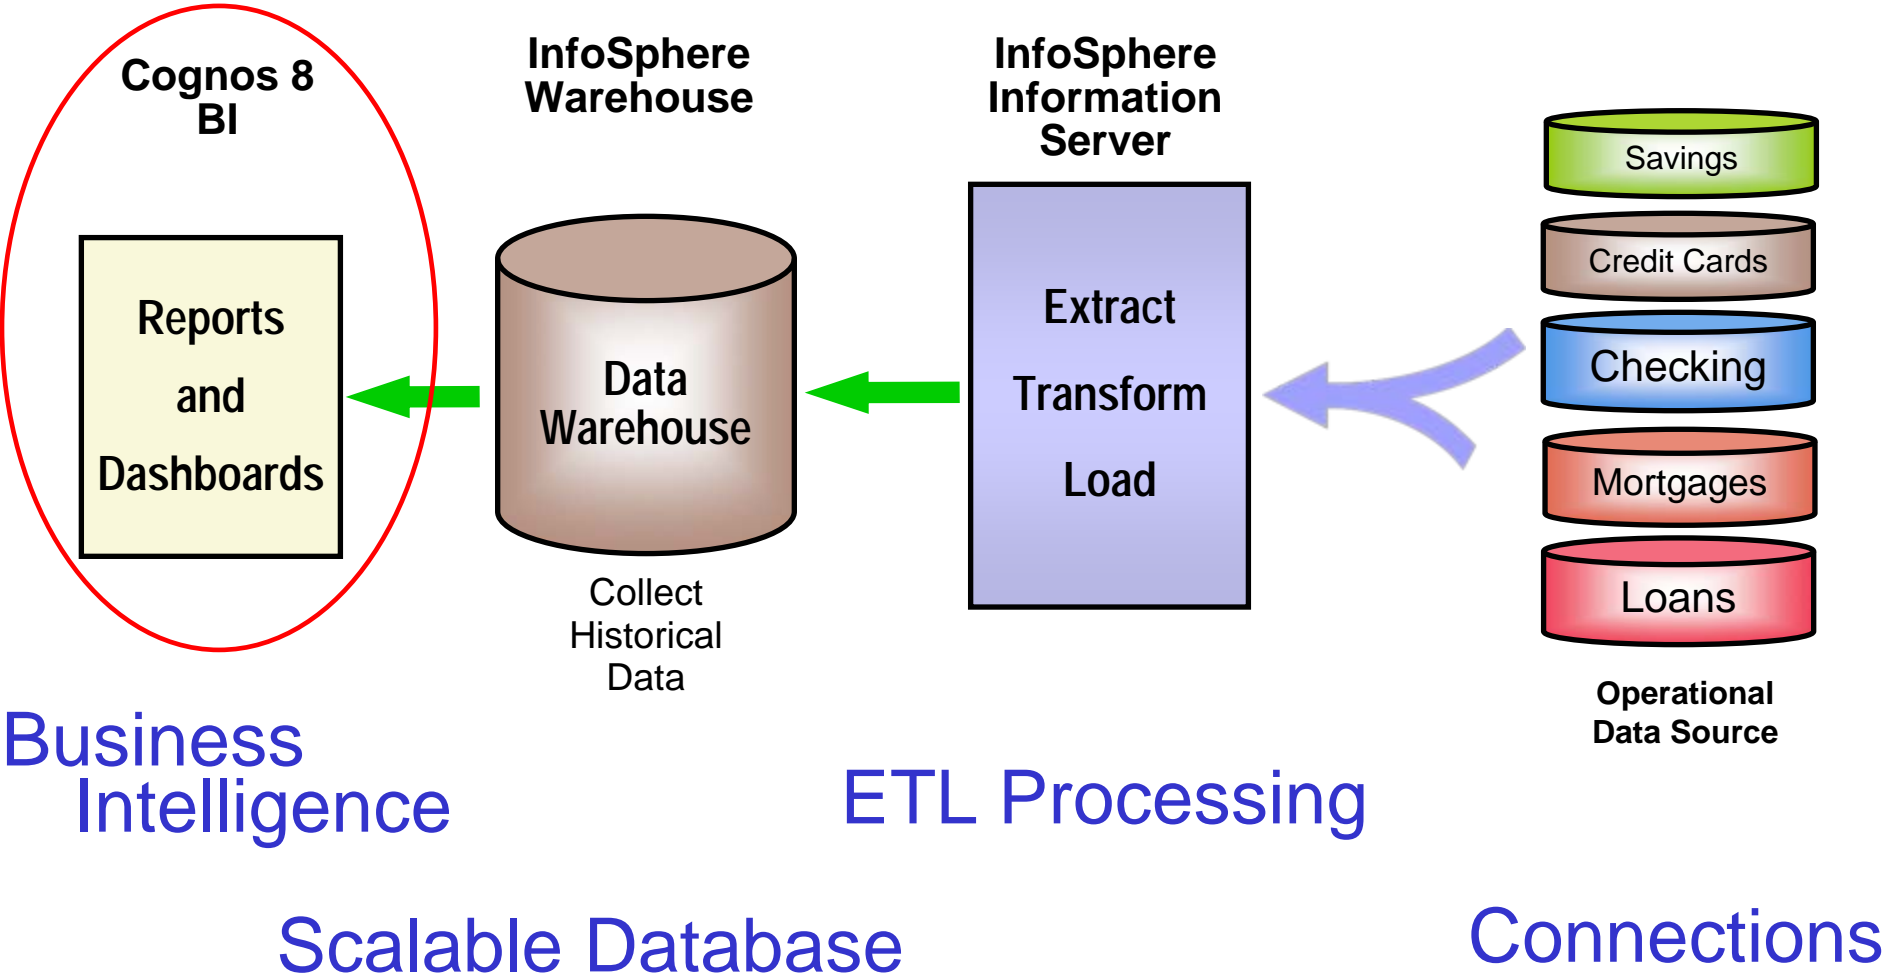 Cognos 8
BI
Reports
and
Dashboards
InfoSphere
Warehouse
Data
Warehouse
Collect
Historical
Data
InfoSphere
Information
Server
Extract
Transform
Load
Savings
Credit Cards
Checking
Mortgages
Loans
Operational
Data Source
Business
Intelligence
ETL Processing
Scalable Database
Connections